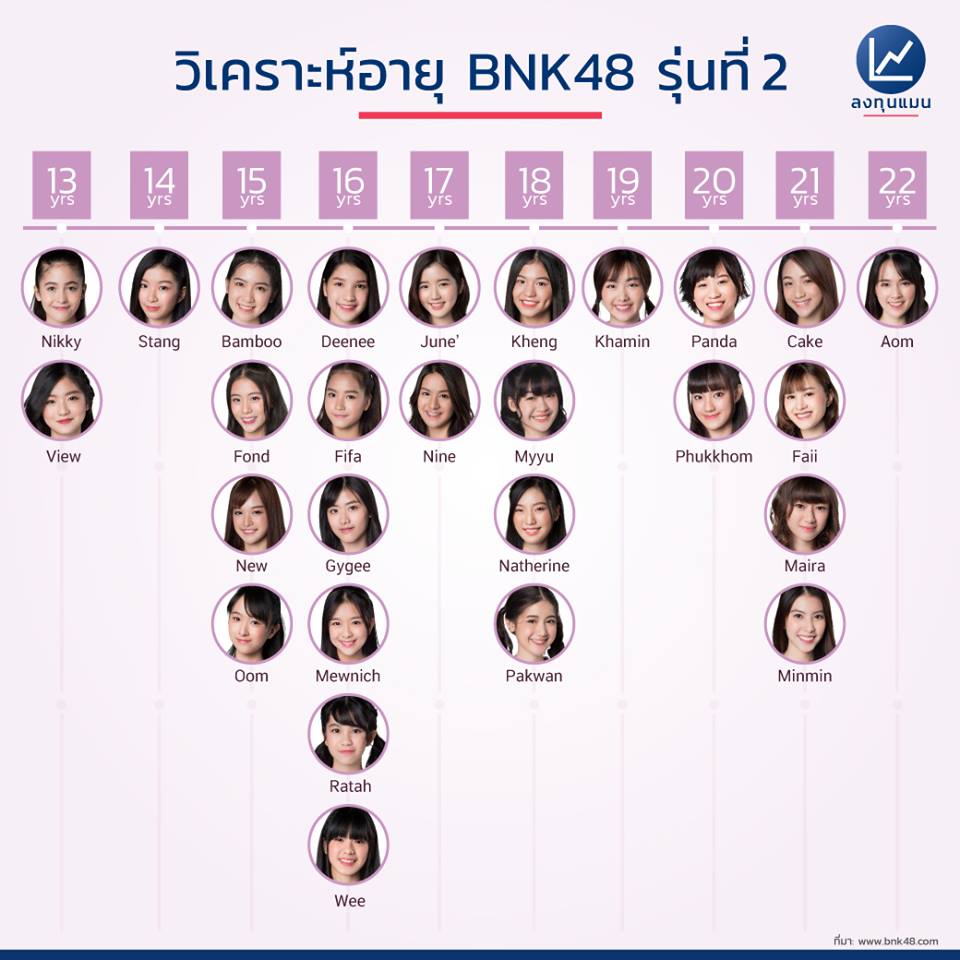 วิเคราะห์อายุ BNK48 รุ่นที่ 2
ลงทุนแมน
13 yrs
14 yrs
15 yrs
16 yrs
17 yrs
18 yrs
19 yrs
20 yrs
21 yrs
22 yrs
Nikky
Stang
Bamboo
Deenee
June'
Kheng
Khamin
Panda
Cake
Aom
View
Fond
Fifa
Nine
Myyu
Phukkhom
Faii
New
Gygee
Natherine
Maira
Oom
Mewnich
Pakwan
Minmin
Ratah
Wee
ที่มา: www.bnk48.com